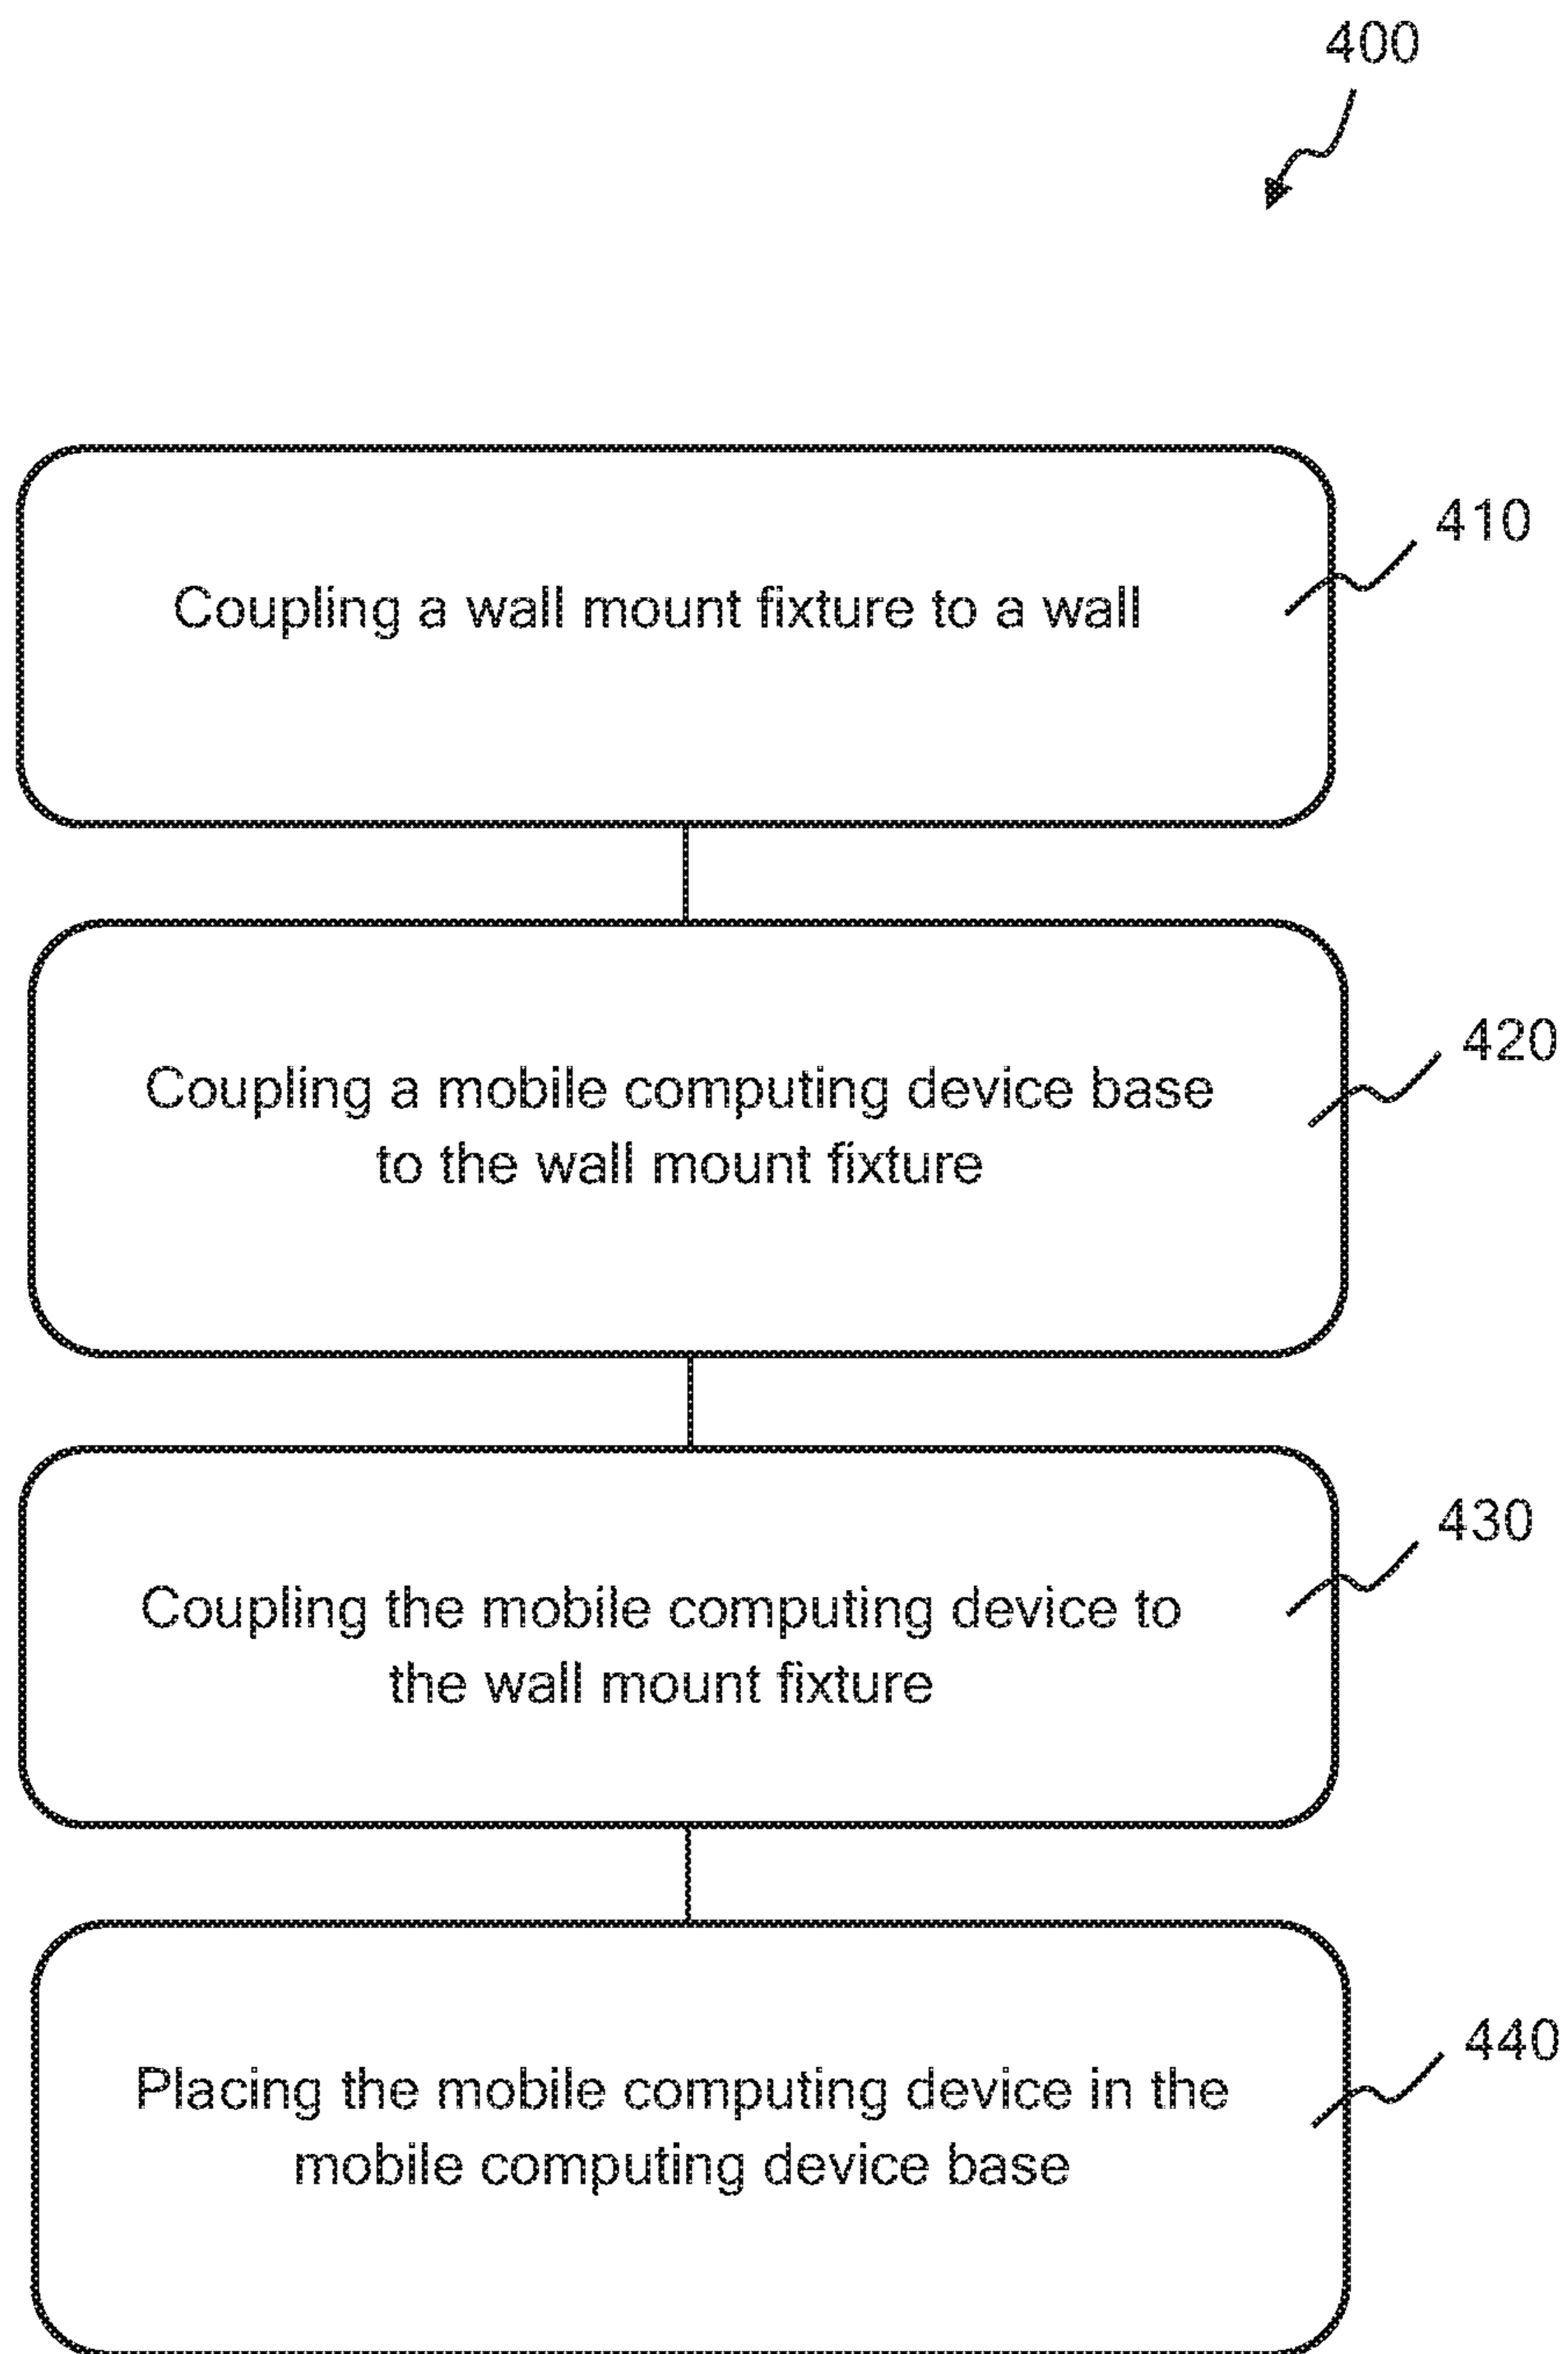 400
410
Coupling a wall mount fixture to a wall
420
Coupling a mobile computing device base
to the wall mount fixture
430
Coupling the mobile computing device to
the wall mount fixture
440
Placing the mobile computing device in the
mobile computing device base